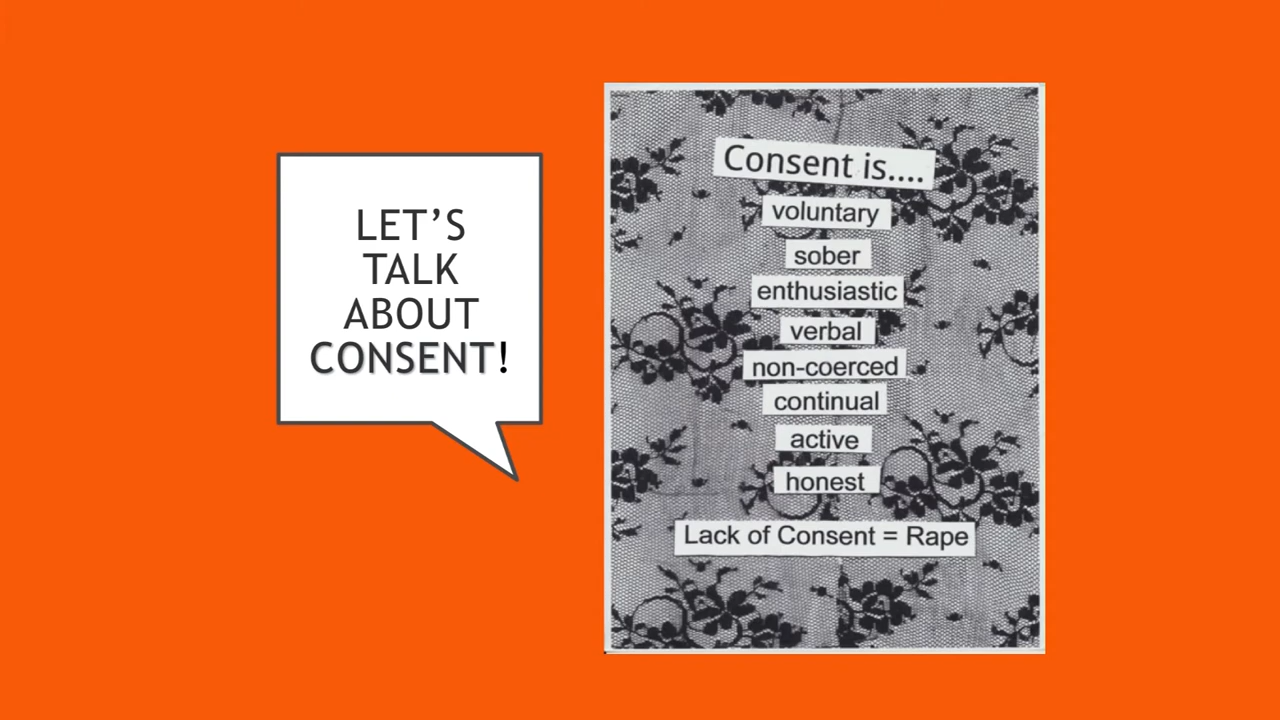 LET’S
TALK
ABOUT
CONSENT!
Consent is....
voluntary
sober
enthusiastic
verbal
non-coerced
continual
active
honest
Lack of Consent = Rape